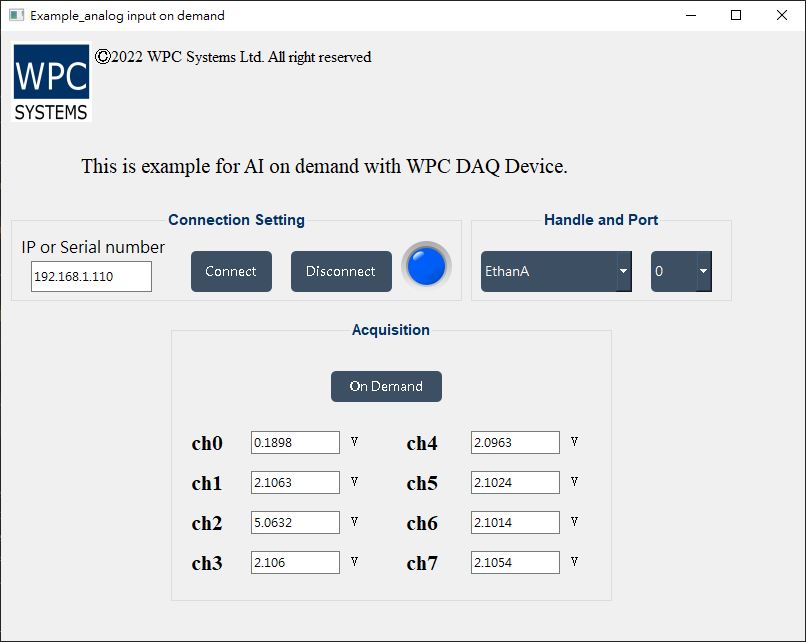 Example_analog input on demand
WPC
SYSTEMS
©2022 WPC Systems Ltd. All right reserved
This is example for AI on demand with WPC DAQ Device.
Connection Setting
IP or Serial number
192.168.1.110
Connect
Disconnect
Handle and Port
EthanA
0
Acquisition
On Demand
ch0 0.1898 V ch4 2.0963 V
ch1 2.1063 V ch5 2.1024 V
ch2 5.0632 V ch6 2.1014 V
ch3 2.106 V ch7 2.1054 V